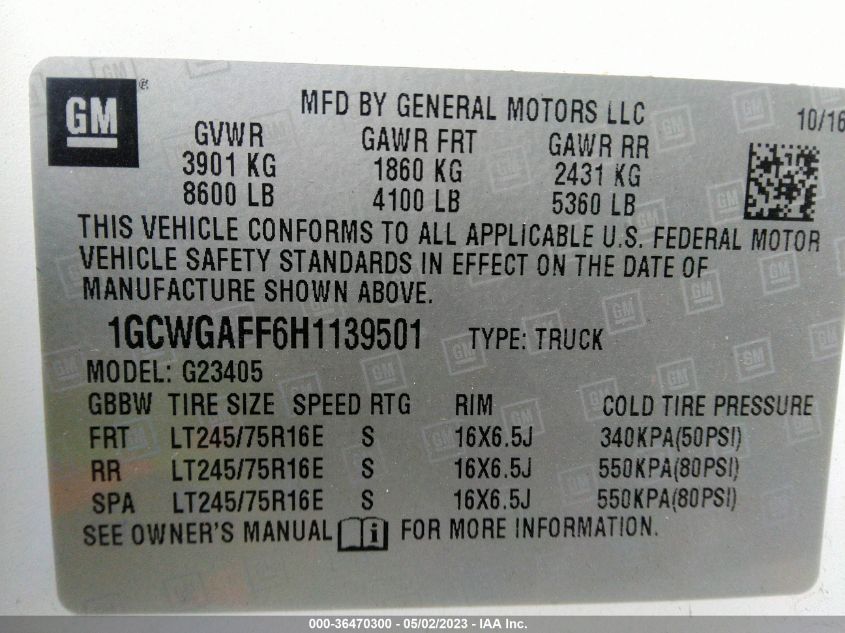 GM
MFD BY GENERAL MOTORS LLC
10/16
GVWR GAWR FRT GAWR RR
3901 KG 1860 KG 2431 KG
8600 LB 4100 LB 5360 LB
THIS VEHICLE CONFORMS TO ALL APPLICABLE U.S. FEDERAL MOTOR
VEHICLE SAFETY STANDARDS IN EFFECT ON THE DATE OF
MANUFACTURE SHOWN ABOVE.
1GCWGAFF6H1139501 TYPE: TRUCK
MODEL: G23405
GBBW TIRE SIZE SPEED RTG RIM COLD TIRE PRESSURE
FRT LT245/75R16E S 16X6.5J 340KPA(50PSI)
RR LT245/75R16E S 16X6.5J 550KPA(80PSI)
SPA LT245/75R16E S 16X6.5J 550KPA(80PSI)
SEE OWNER'S MANUAL i FOR MORE INFORMATION.
000-36470300 - 05/02/2023 - IAA Inc.